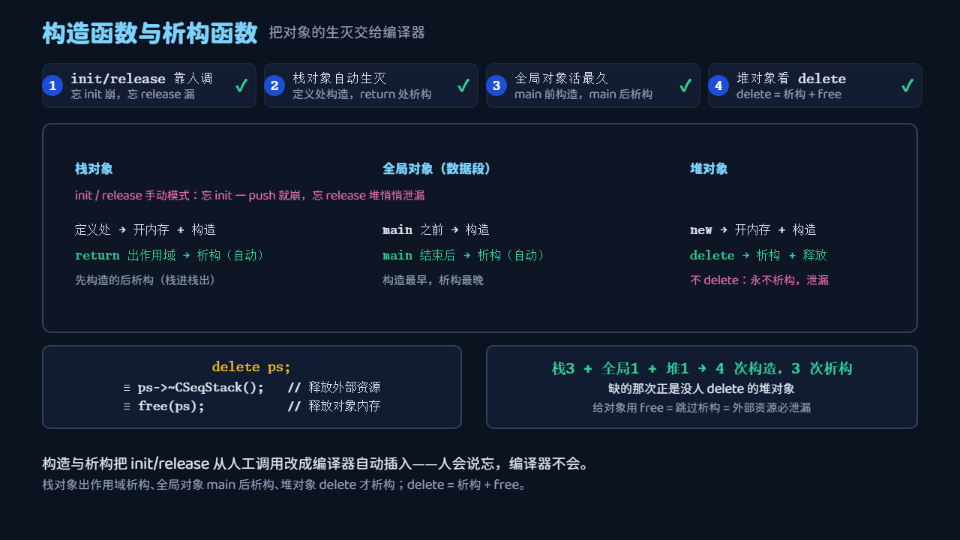 构造函数与析构函数 把对象的生灭交给编译器
1 init/release 靠人调 ✓
忘 init 崩，忘 release 漏
2 栈对象自动生灭 ✓
定义处构造，return 处析构
3 全局对象活最久 ✓
main 前构造，main 后析构
4 堆对象看 delete ✓
delete = 析构 + free
栈对象
全局对象（数据段）
堆对象
init / release 手动模式：忘 init 一 push 就崩，忘 release 堆悄悄泄漏
定义处 → 开内存 + 构造
main 之前 → 构造
new → 开内存 + 构造
return 出作用域 → 析构（自动）
main 结束后 → 析构（自动）
delete → 析构 + 释放
先构造的后析构（栈进栈出）
构造最早，析构最晚
不 delete：永不析构，泄漏
delete ps;
≡ ps->~CSeqStack(); // 释放外部资源
≡ free(ps); // 释放对象内存
栈3 + 全局1 + 堆1 → 4 次构造，3 次析构
缺的那次正是没人 delete 的堆对象
给对象用 free = 跳过析构 = 外部资源必泄漏
构造与析构把 init/release 从人工调用改成编译器自动插入——人会说忘，编译器不会。
栈对象出作用域析构、全局对象 main 后析构、堆对象 delete 才析构；delete = 析构 + free。